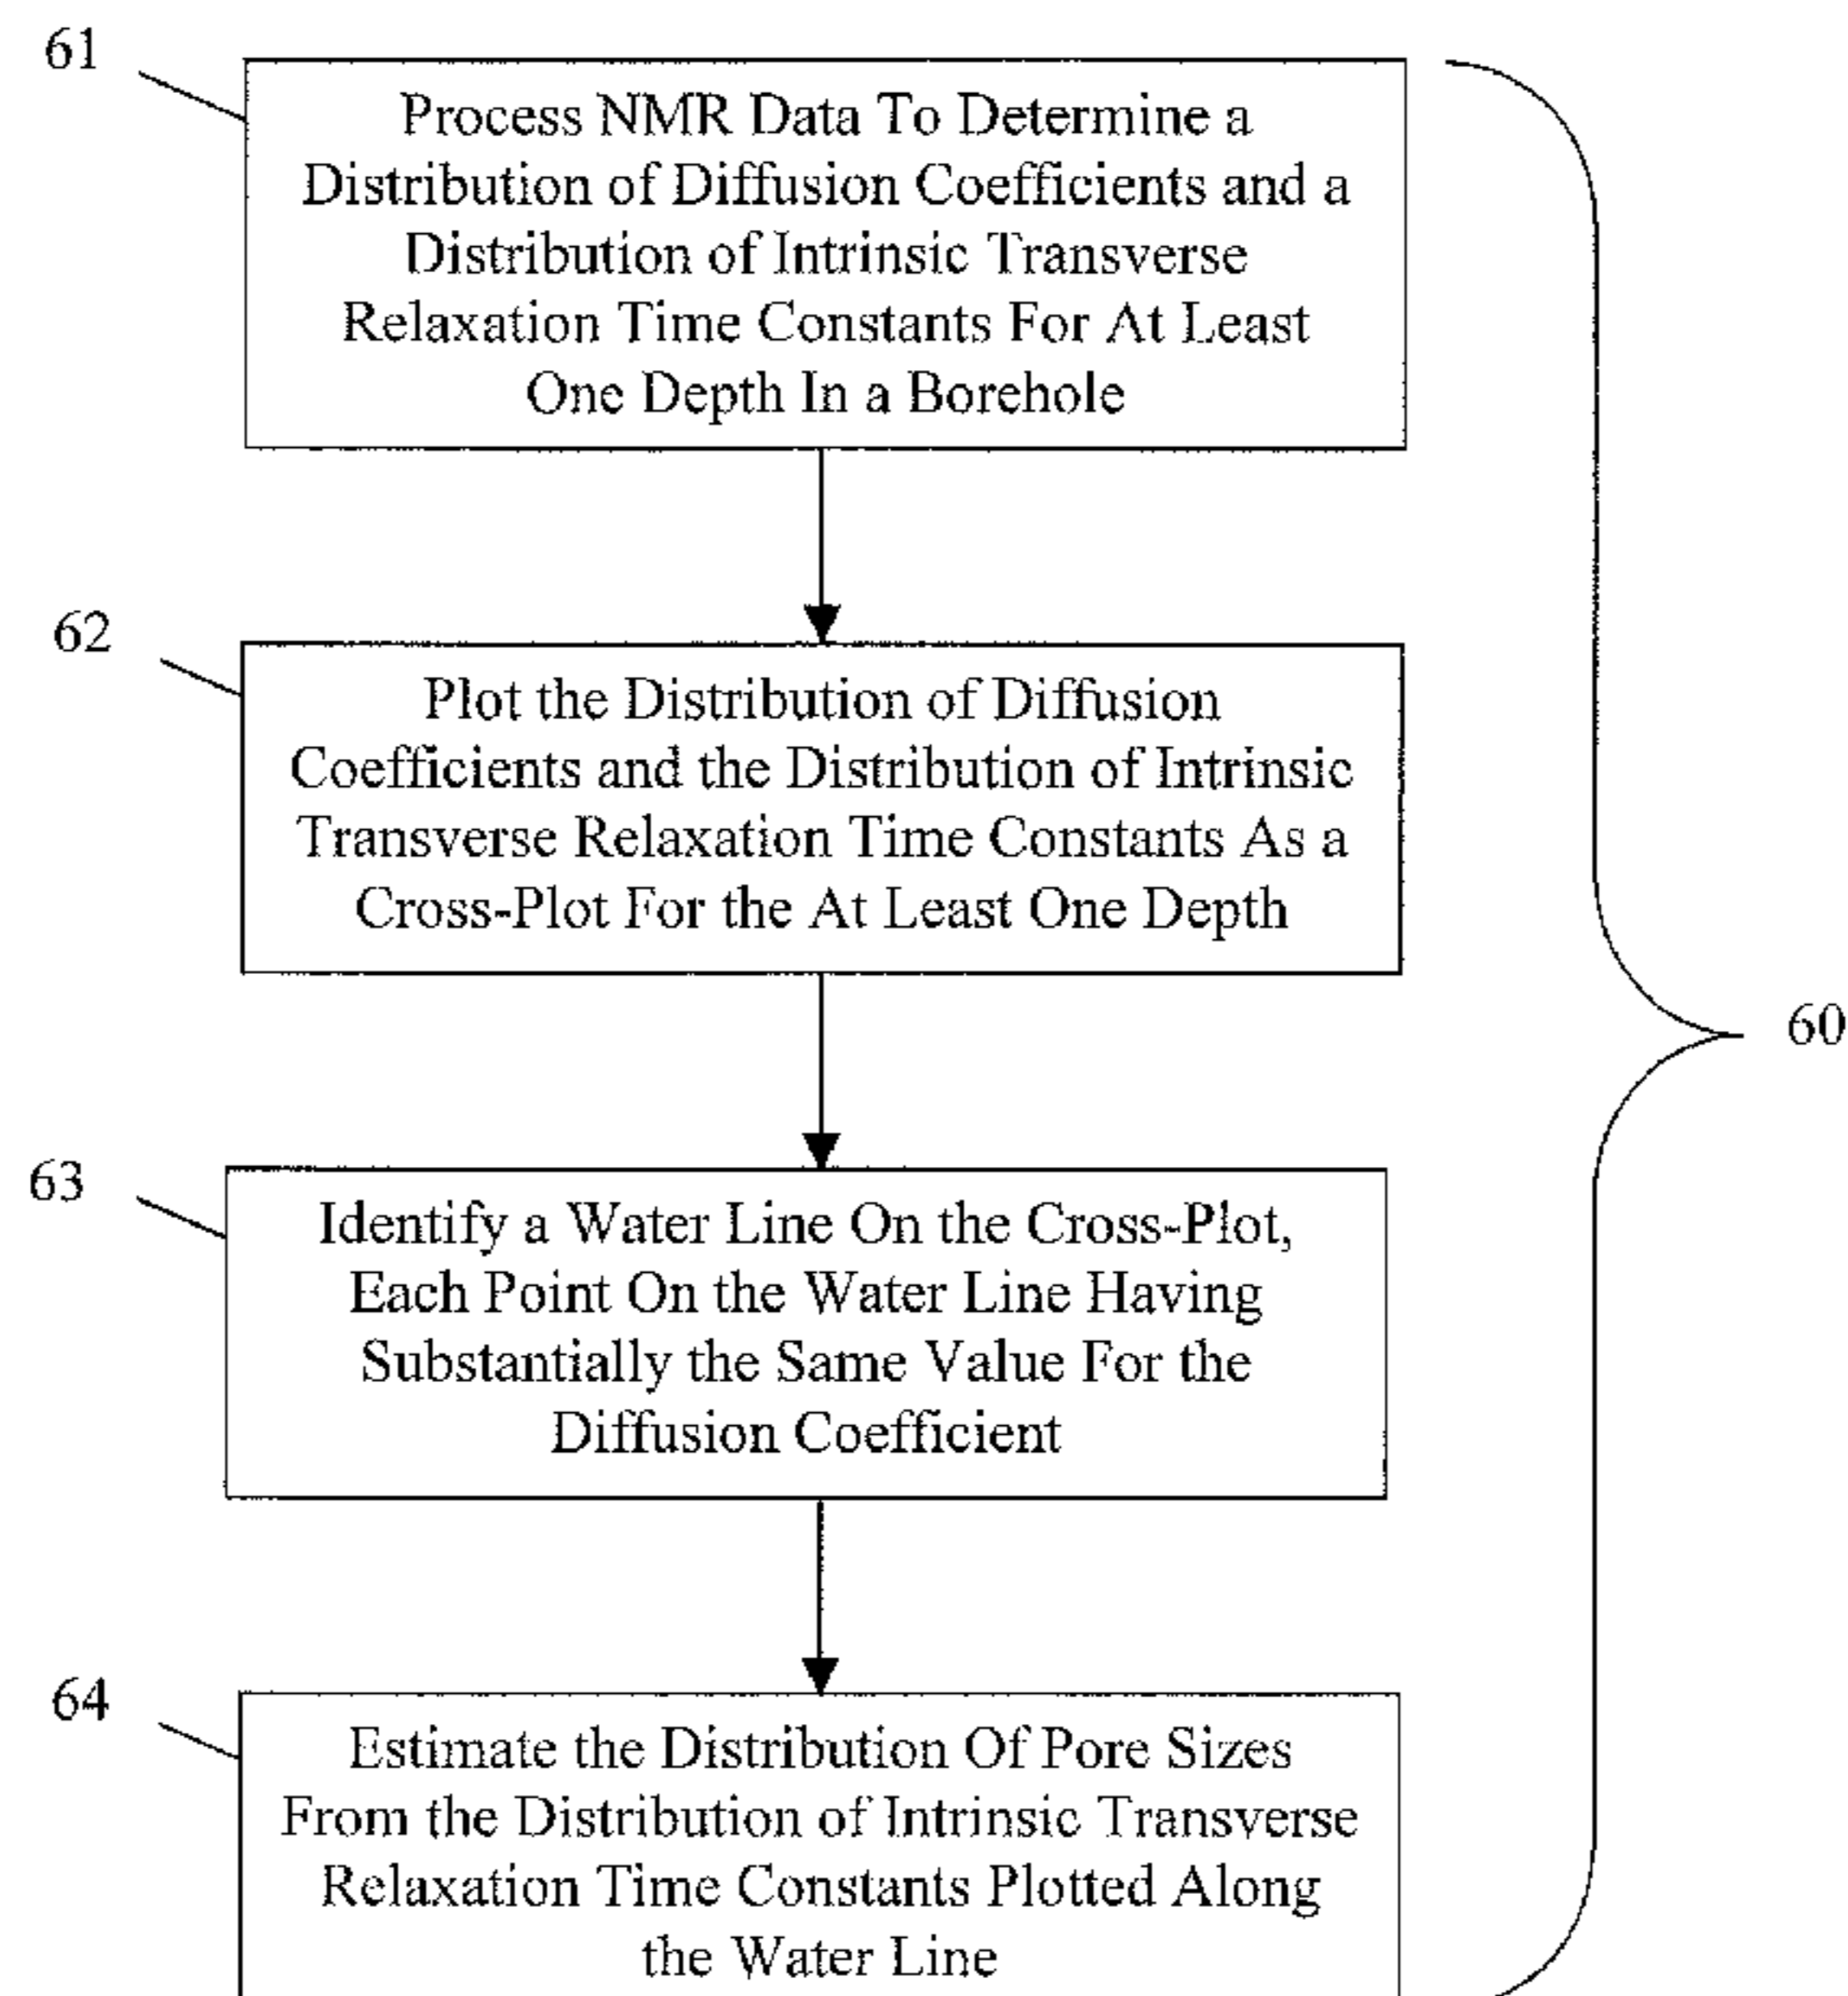 61
Process NMR Data To Determine a
Distribution of Diffusion Coefficients and a
Distribution of Intrinsic Transverse
Relaxation Time Constants For At Least
One Depth In a Borehole
62
Plot the Distribution of Diffusion
Coefficients and the Distribution of Intrinsic
Transverse Relaxation Time Constants As a
Cross-Plot For the At Least One Depth
60
63
Identify a Water Line On the Cross-Plot,
Each Point On the Water Line Having
Substantially the Same Value For the
Diffusion Coefficient
64
Estimate the Distribution Of Pore Sizes
From the Distribution of Intrinsic Transverse
Relaxation Time Constants Plotted Along
the Water Line